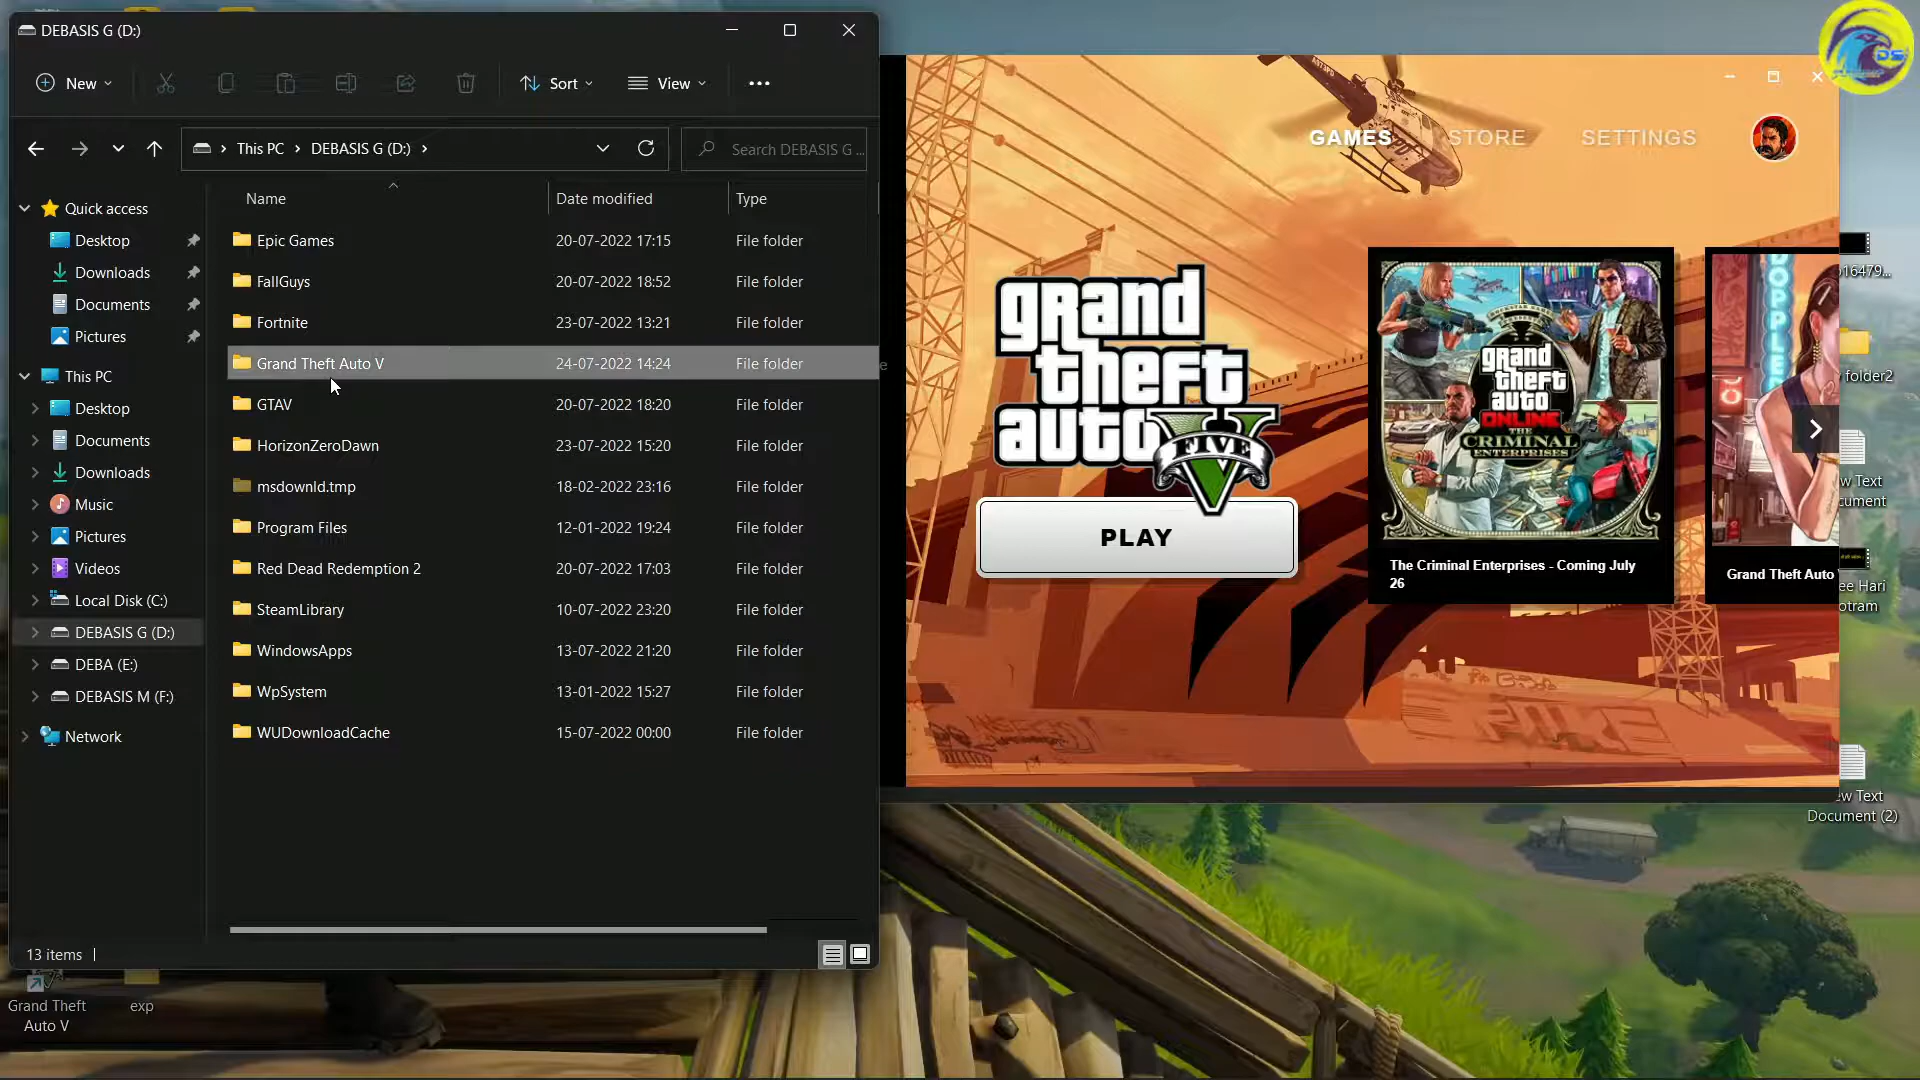 DEBASIS G (D:)
New
Sort
View
This PC
DEBASIS G (D:)
Search DEBASIS G ...
Name
Date modified
Type
Quick access
Desktop
Downloads
Documents
Pictures
This PC
Desktop
Documents
Downloads
Music
Pictures
Videos
Local Disk (C:)
DEBASIS G (D:)
DEBA (E:)
DEBASIS M (F:)
Network
Epic Games 20-07-2022 17:15 File folder
FallGuys 20-07-2022 18:52 File folder
Fortnite 23-07-2022 13:21 File folder
Grand Theft Auto V 24-07-2022 14:24 File folder
GTAV 20-07-2022 18:20 File folder
HorizonZeroDawn 23-07-2022 15:20 File folder
msdownld.tmp 18-02-2022 23:16 File folder
Program Files 12-01-2022 19:24 File folder
Red Dead Redemption 2 20-07-2022 17:03 File folder
SteamLibrary 10-07-2022 23:20 File folder
WindowsApps 13-07-2022 21:20 File folder
WpSystem 13-01-2022 15:27 File folder
WUDownloadCache 15-07-2022 00:00 File folder
13 items
Grand Theft
Auto V
exp
GAMES
STORE
SETTINGS
grand
theft
auto
FIVE
PLAY
grand
theft
auto
ONLINE
THE
CRIMINAL
ENTERPRISES
The Criminal Enterprises - Coming July
26
Grand Theft Auto
folder2
ee Hari
otram
w Text
cument
ew Text
Document (2)
DS